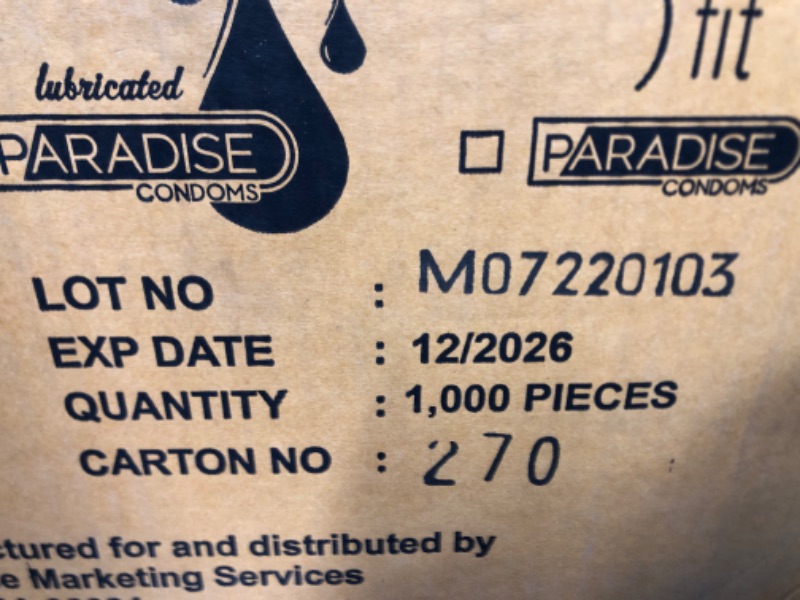 ) fit
lubricated
PARADISE
CONDOMS
PARADISE
CONDOMS
LOT NO : M07220103
EXP DATE : 12/2026
QUANTITY : 1,000 PIECES
CARTON NO : 270
ctured for and distributed by
e Marketing Services